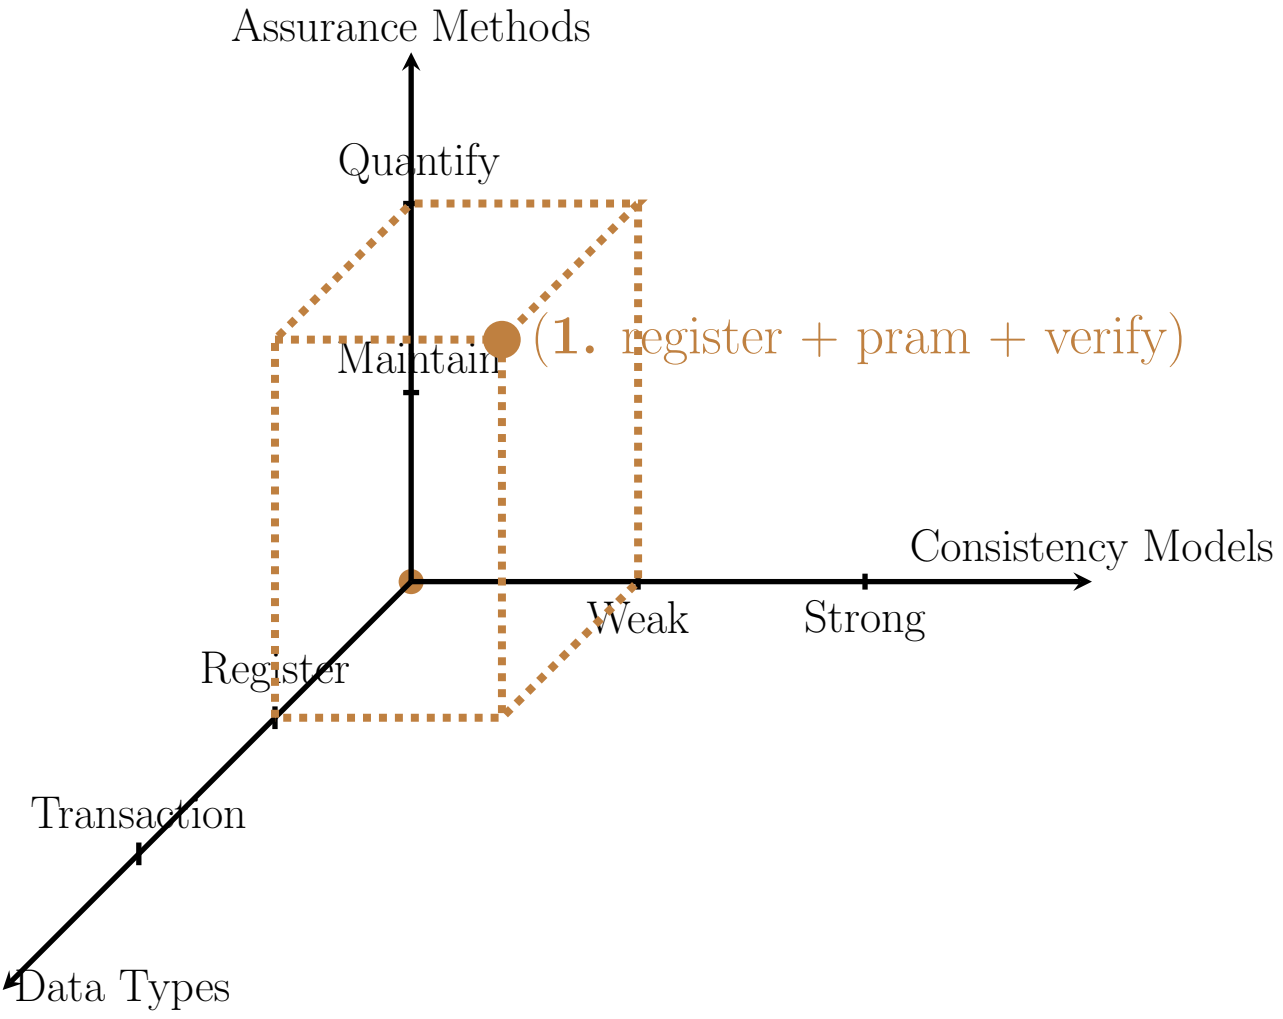 Assurance Methods
Quantify
(1. register + pram + verify)
Maintain
Consistency Models
Weak
Strong
Register
Transaction
Data Types